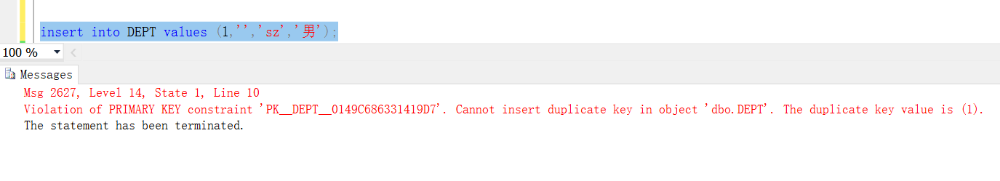 insert into DEPT values (1,'','sz','男');
100 %
Messages
Msg 2627, Level 14, State 1, Line 10
Violation of PRIMARY KEY constraint 'PK__DEPT__0149C686331419D7'. Cannot insert duplicate key in object 'dbo.DEPT'. The duplicate key value is (1).
The statement has been terminated.